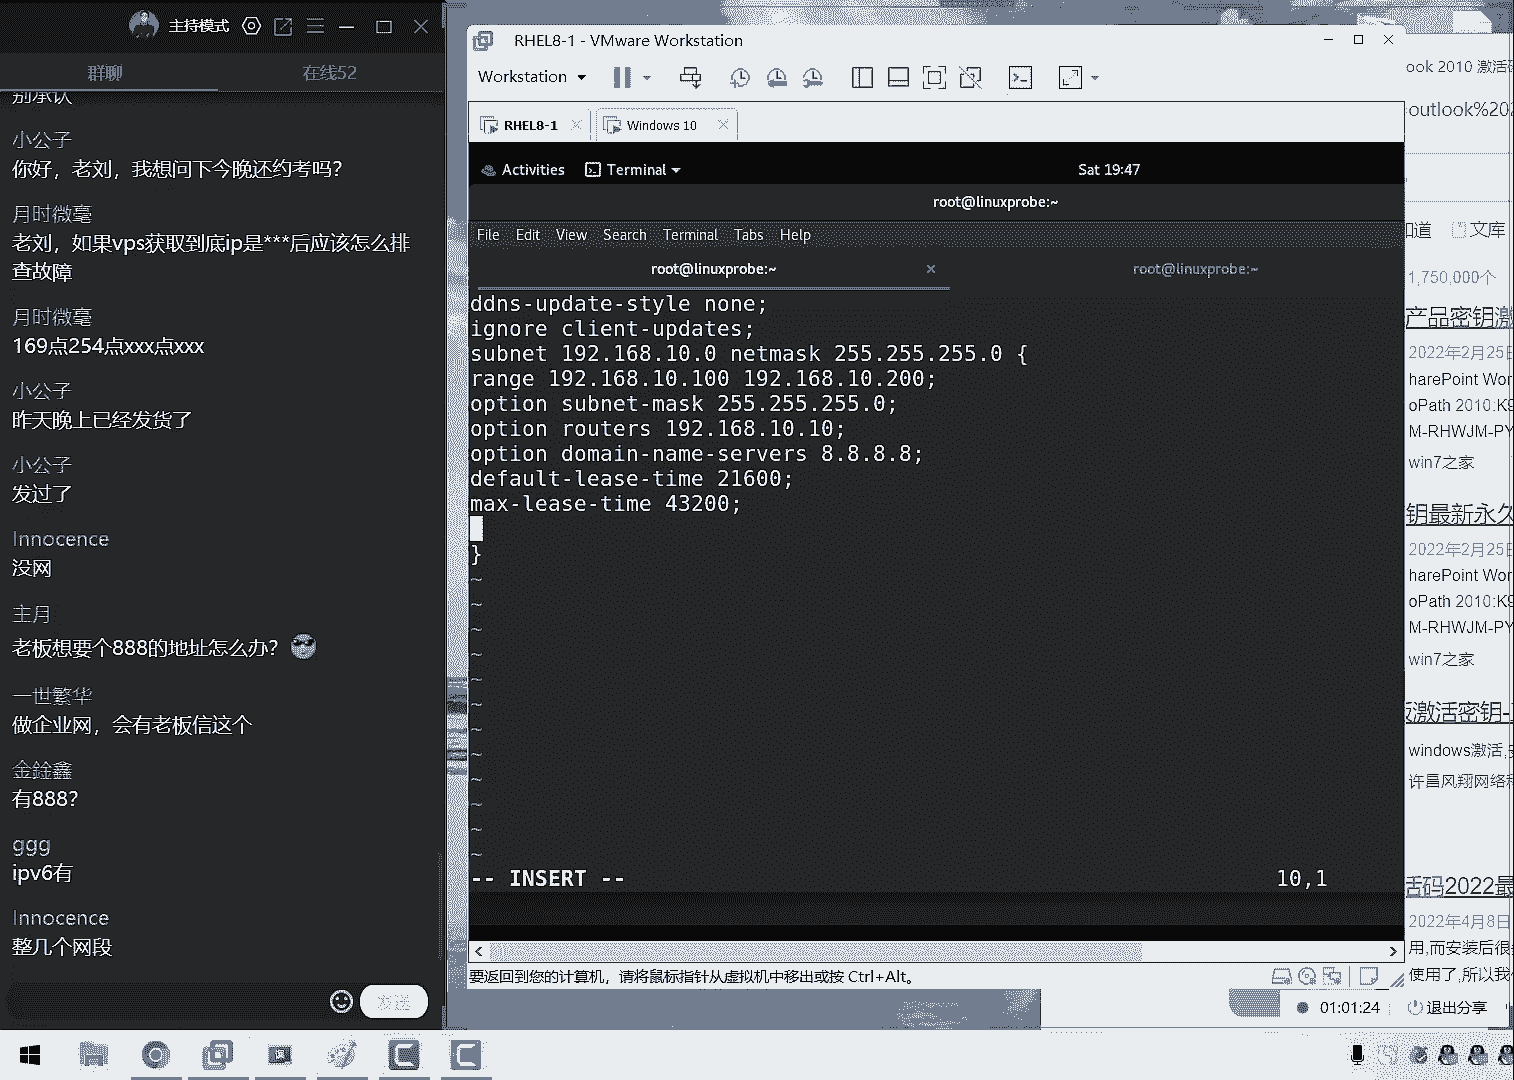 主持模式
群聊
在线52
别承认
小公子
你好，老刘，我想问下今晚还约考吗？
月时微毫
老刘，如果vps获取到底ip是***后应该怎么排
查故障
月时微毫
169点254点xxx点xxx
小公子
昨天晚上已经发货了
小公子
发过了
Innocence
没网
主月
老板想要个888的地址怎么办？
一世繁华
做企业网，会有老板信这个
金銓鑫
有888?
ggg
ipv6有
Innocence
整几个网段
发送
RHEL8-1 - VMware Workstation
Workstation
RHEL8-1
Windows 10
Activities
Terminal
Sat 19:47
root@linuxprobe:~
File Edit View Search Terminal Tabs Help
root@linuxprobe:~
root@linuxprobe:~
ddns-update-style none;
ignore client-updates;
subnet 192.168.10.0 netmask 255.255.255.0 {
range 192.168.10.100 192.168.10.200;
option subnet-mask 255.255.255.0;
option routers 192.168.10.10;
option domain-name-servers 8.8.8.8;
default-lease-time 21600;
max-lease-time 43200;
}
~
~
~
~
~
~
~
~
~
~
~
~
-- INSERT --
10,1
要返回到您的计算机，请将鼠标指针从虚拟机中移出或按 Ctrl+Alt。
01:01:24
退出分享
ook 2010 激活码
outlook%202
知道
文库
1,750,000个
产品密钥激
2022年2月25日
harePoint Wor
oPath 2010:K9
M-RHWJM-PY
win7之家
钥最新永久
2022年2月25日
harePoint Wor
oPath 2010:K9
M-RHWJM-PY
win7之家
激活密钥-
windows激活,
许昌风翔网络科
活码2022最
2022年4月8日
用,而安装后很
使用了,所以我